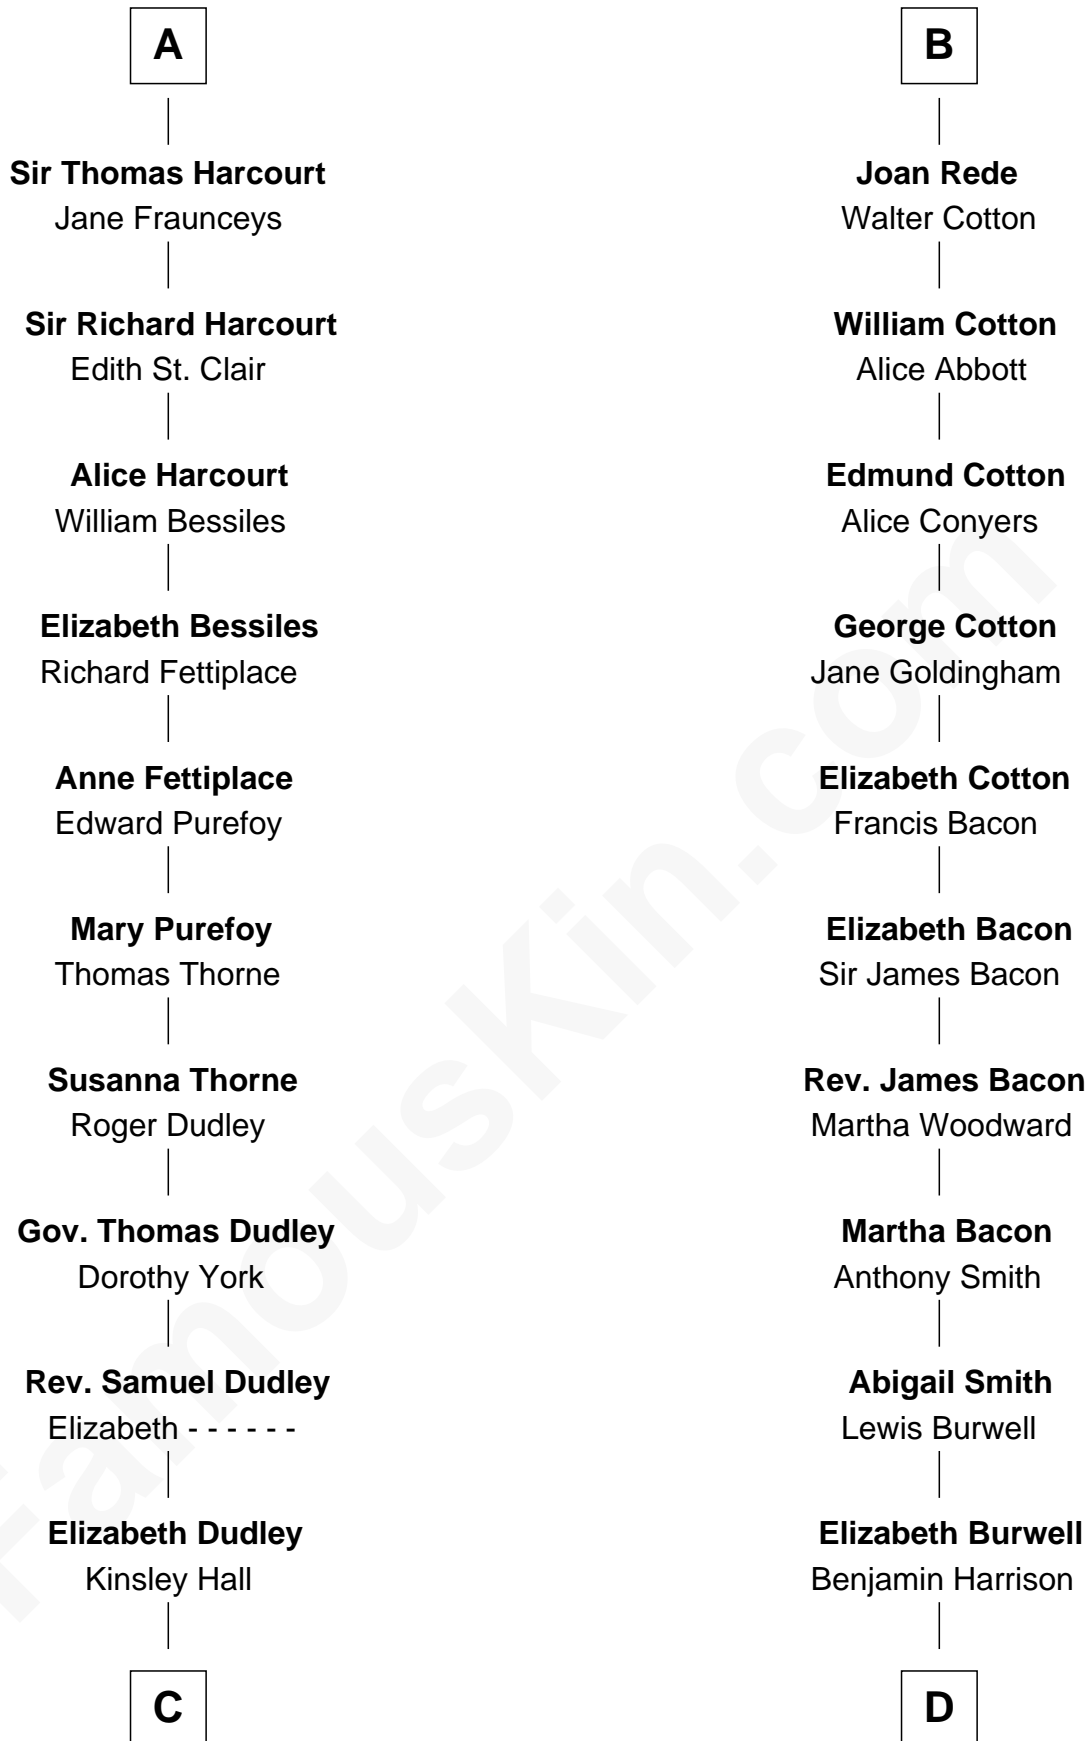 A
Sir Thomas Harcourt
Jane Fraunceys
Sir Richard Harcourt
Edith St. Clair
Alice Harcourt
William Bessiles
Elizabeth Bessiles
Richard Fettiplace
Anne Fettiplace
Edward Purefoy
Mary Purefoy
Thomas Thorne
Susanna Thorne
Roger Dudley
Gov. Thomas Dudley
Dorothy York
Rev. Samuel Dudley
Elizabeth - - - - - -
Elizabeth Dudley
Kinsley Hall
C
B
Joan Rede
Walter Cotton
William Cotton
Alice Abbott
Edmund Cotton
Alice Conyers
George Cotton
Jane Goldingham
Elizabeth Cotton
Francis Bacon
Elizabeth Bacon
Sir James Bacon
Rev. James Bacon
Martha Woodward
Martha Bacon
Anthony Smith
Abigail Smith
Lewis Burwell
Elizabeth Burwell
Benjamin Harrison
D
FamousKin.com